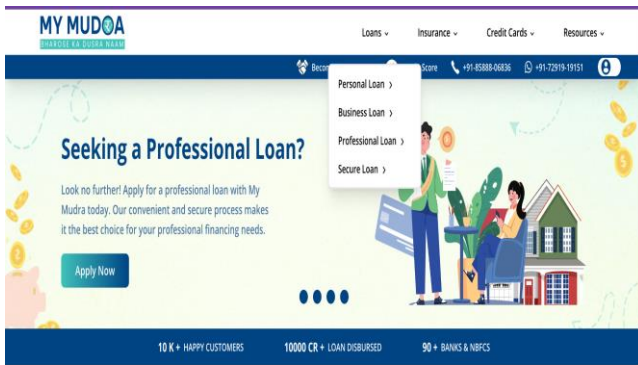 MY MUDRA
BHAROSE KA DUSRA NAAM
Loans
Insurance
Credit Cards
Resources
Score
+91-85888-06836
+91-72919-19151
Personal Loan
Business Loan
Professional Loan
Secure Loan
Seeking a Professional Loan?
Look no further! Apply for a professional loan with My
Mudra today. Our convenient and secure process makes
it the best choice for your professional financing needs.
Apply Now
10 K + HAPPY CUSTOMERS
10000 CR + LOAN DISBURSED
90 + BANKS & NBFCS